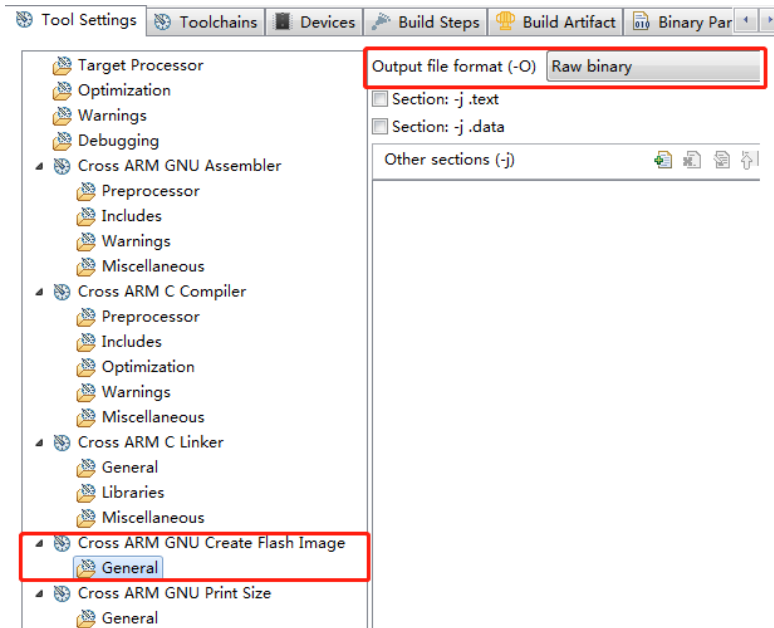 Tool Settings Toolchains Devices Build Steps Build Artifact Binary Par
Target Processor
Optimization
Warnings
Debugging
Cross ARM GNU Assembler
Preprocessor
Includes
Warnings
Miscellaneous
Cross ARM C Compiler
Preprocessor
Includes
Optimization
Warnings
Miscellaneous
Cross ARM C Linker
General
Libraries
Miscellaneous
Cross ARM GNU Create Flash Image
General
Cross ARM GNU Print Size
General
Output file format (-O) Raw binary
Section: -j .text
Section: -j .data
Other sections (-j)